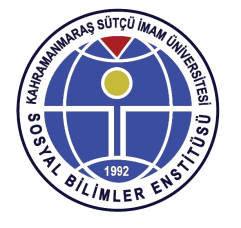 KAHRAMANMARAŞ SÜTÇÜ İMAM ÜNİVERSİTESİ
1992
SOSYAL BİLİMLER ENSTİTÜSÜ